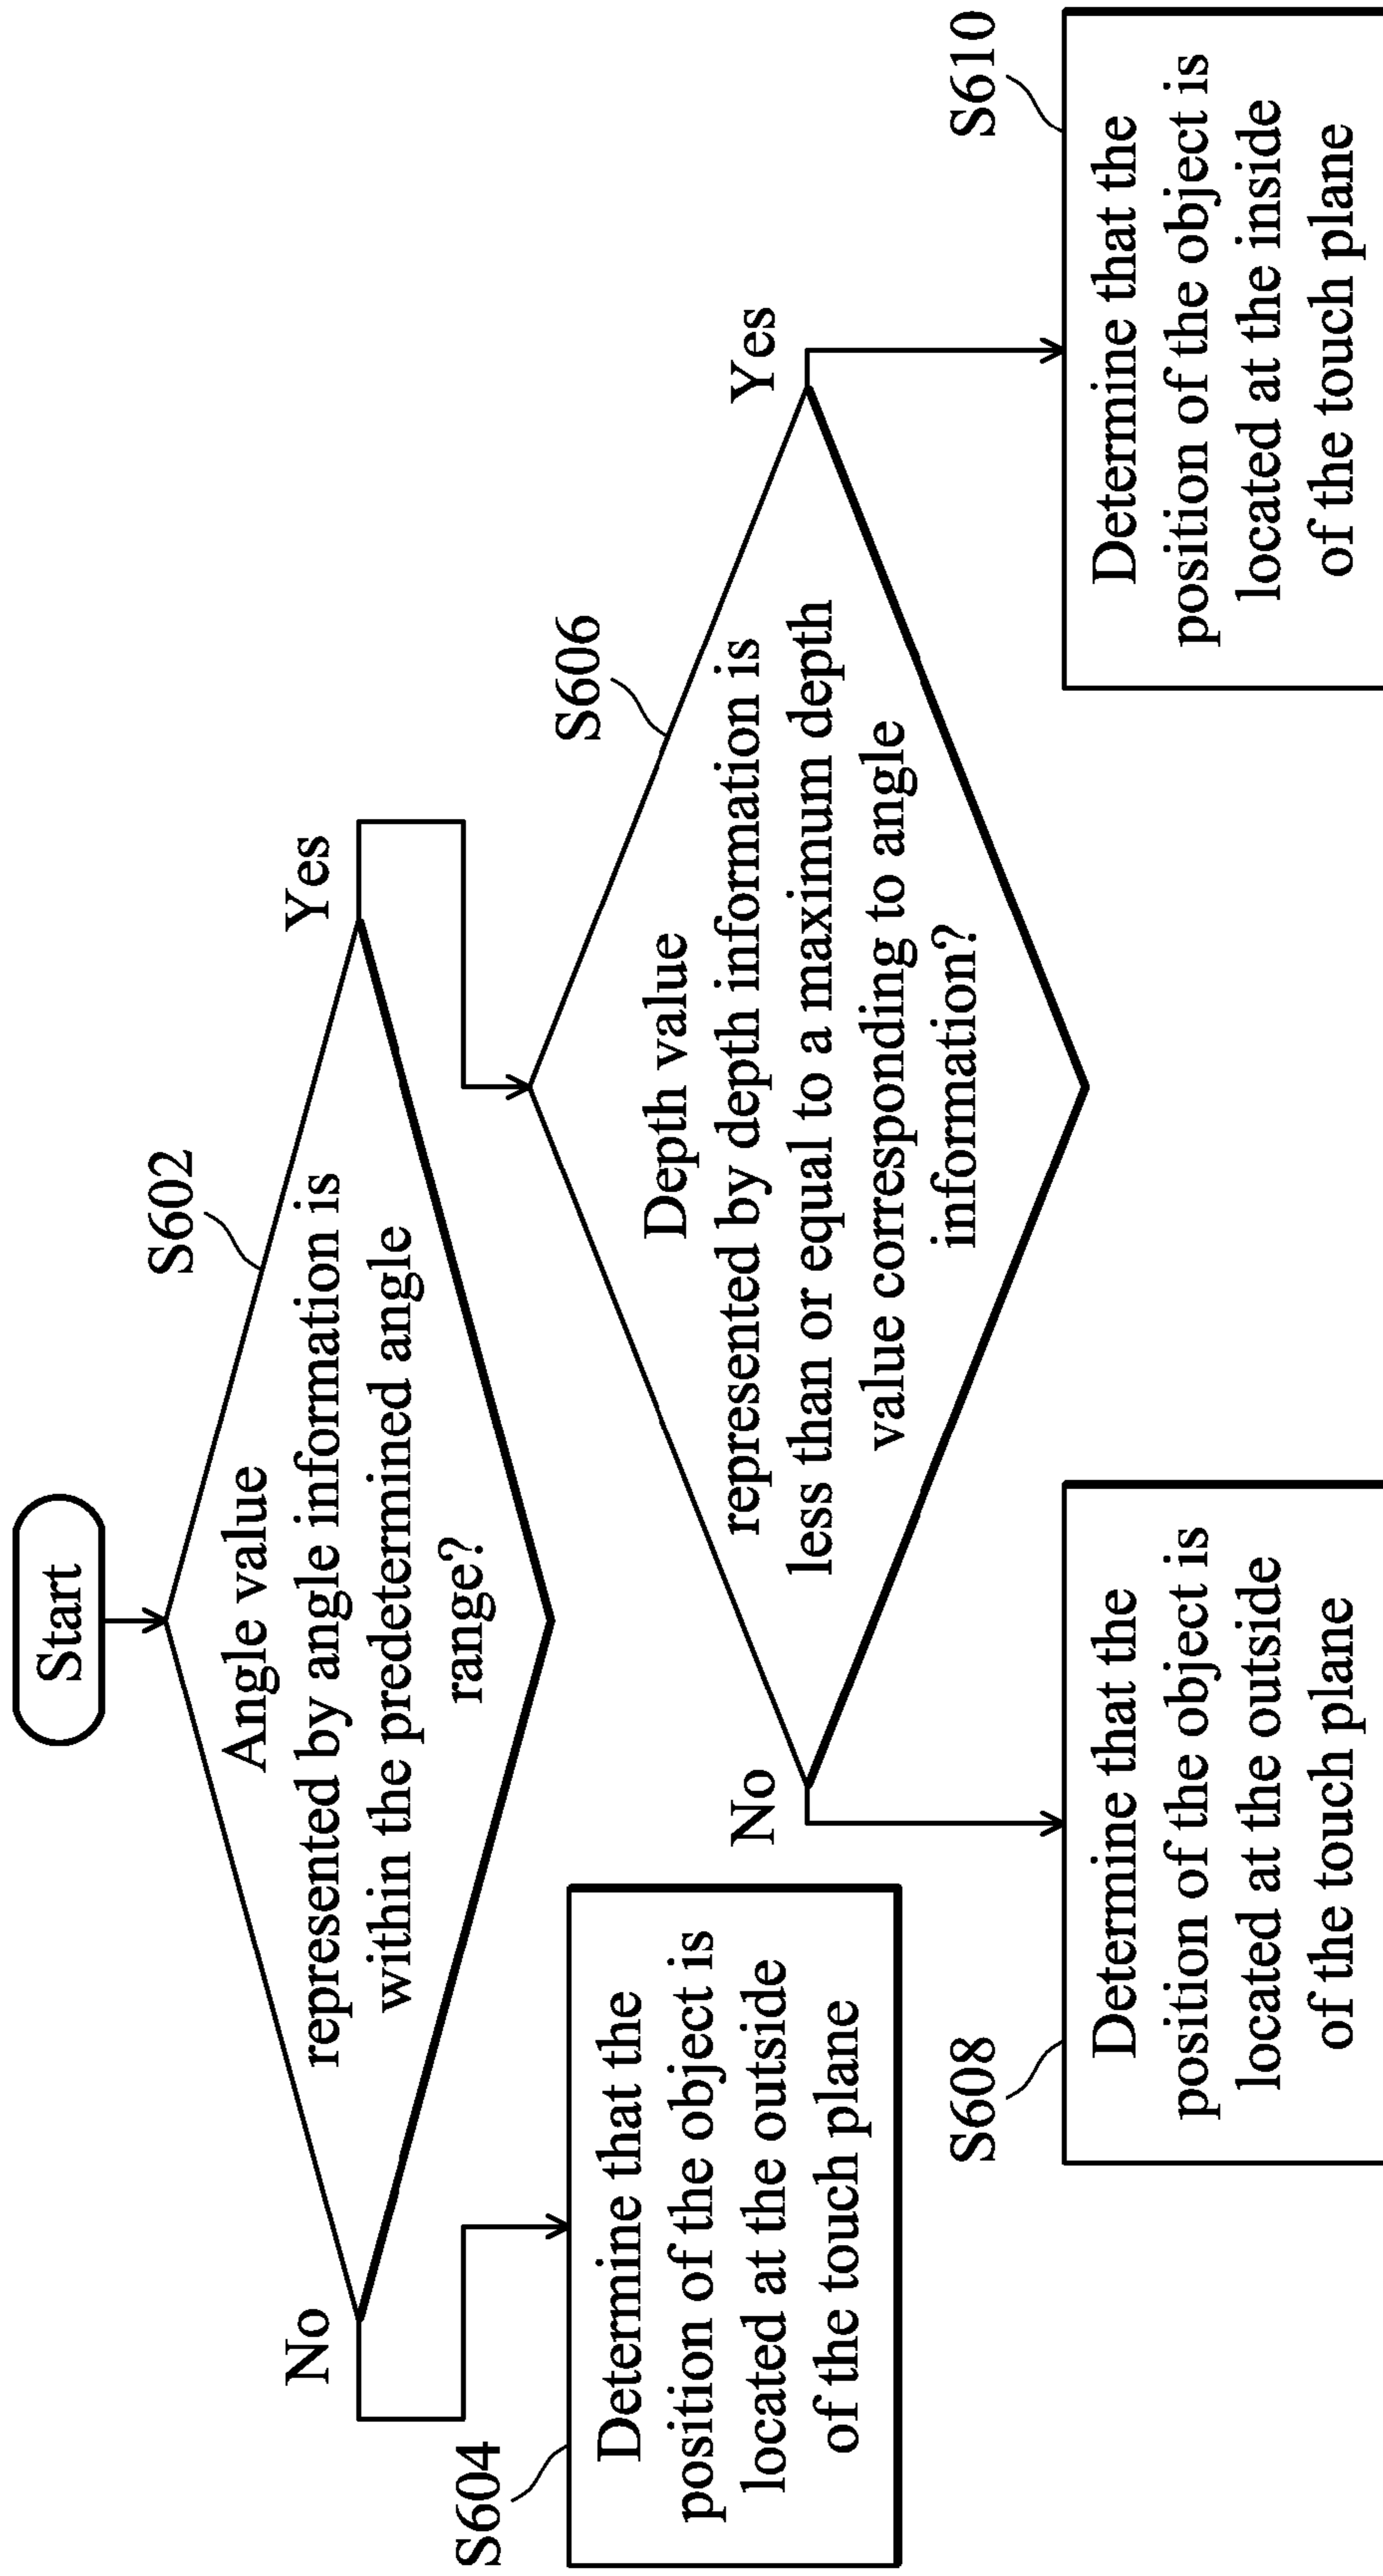 Start
S602
Angle value
represented by angle information is
within the predetermined angle
range?
No
Yes
S604
Determine that the
position of the object is
located at the outside
of the touch plane
S606
Depth value
represented by depth information is
less than or equal to a maximum depth
value corresponding to angle
information?
No
Yes
S608
Determine that the
position of the object is
located at the outside
of the touch plane
S610
Determine that the
position of the object is
located at the inside
of the touch plane